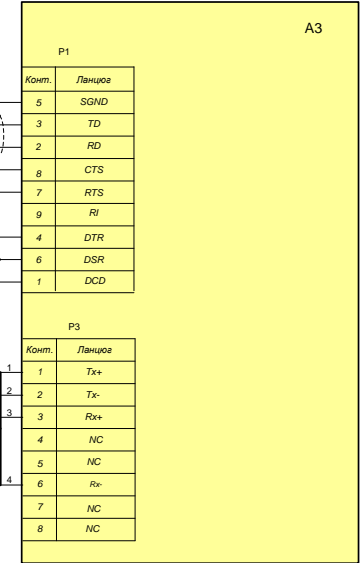 A3
P1
Конт. Ланцюг
5 SGND
3 TD
2 RD
8 CTS
7 RTS
9 RI
4 DTR
6 DSR
1 DCD
P3
Конт. Ланцюг
1 1 Tx+
2 2 Tx-
3 3 Rx+
4 NC
5 NC
4 6 Rx-
7 NC
8 NC